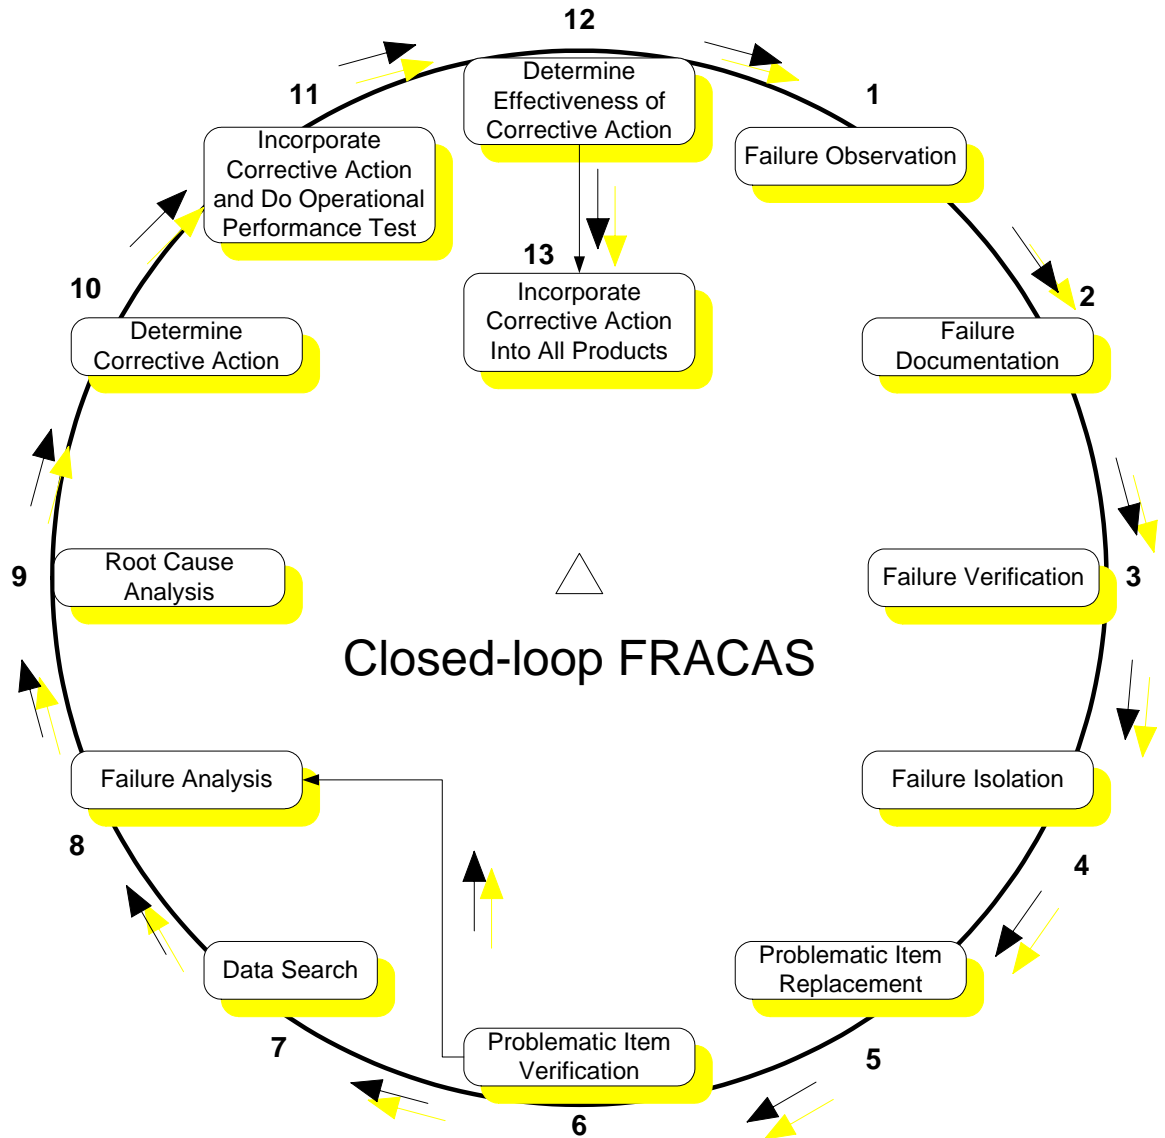 12
Determine
Effectiveness of
Corrective Action
1
Failure Observation
2
Failure
Documentation
3
Failure Verification
4
Failure Isolation
5
Problematic Item
Replacement
6
Problematic Item
Verification
7
Data Search
8
Failure Analysis
9
Root Cause
Analysis
10
Determine
Corrective Action
11
Incorporate
Corrective Action
and Do Operational
Performance Test
13
Incorporate
Corrective Action
Into All Products
Closed-loop FRACAS